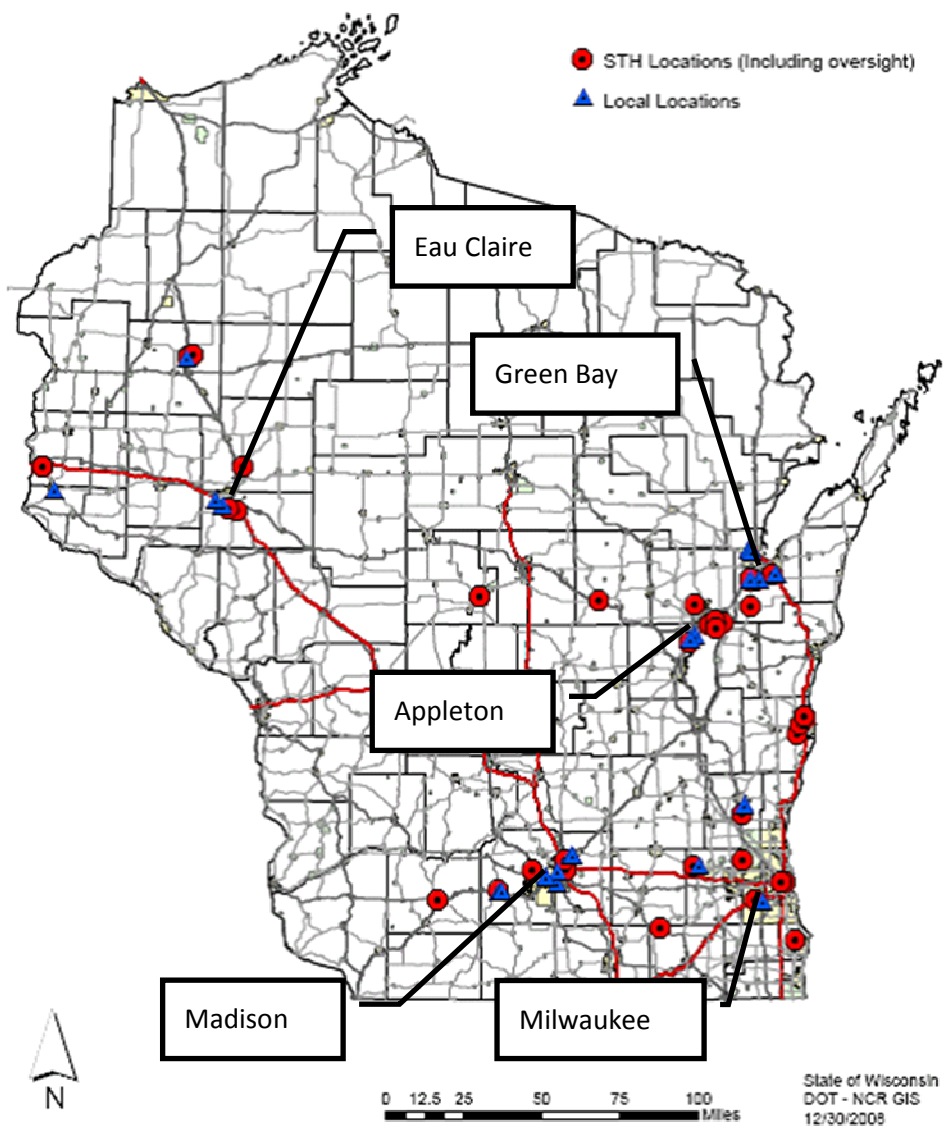 STH Locations (Including oversight)
Local Locations
Eau Claire
Green Bay
Appleton
Madison
Milwaukee
N
0 12.5 25 50 75 100
Miles
State of Wisconsin
DOT - NCR GIS
12/30/2008